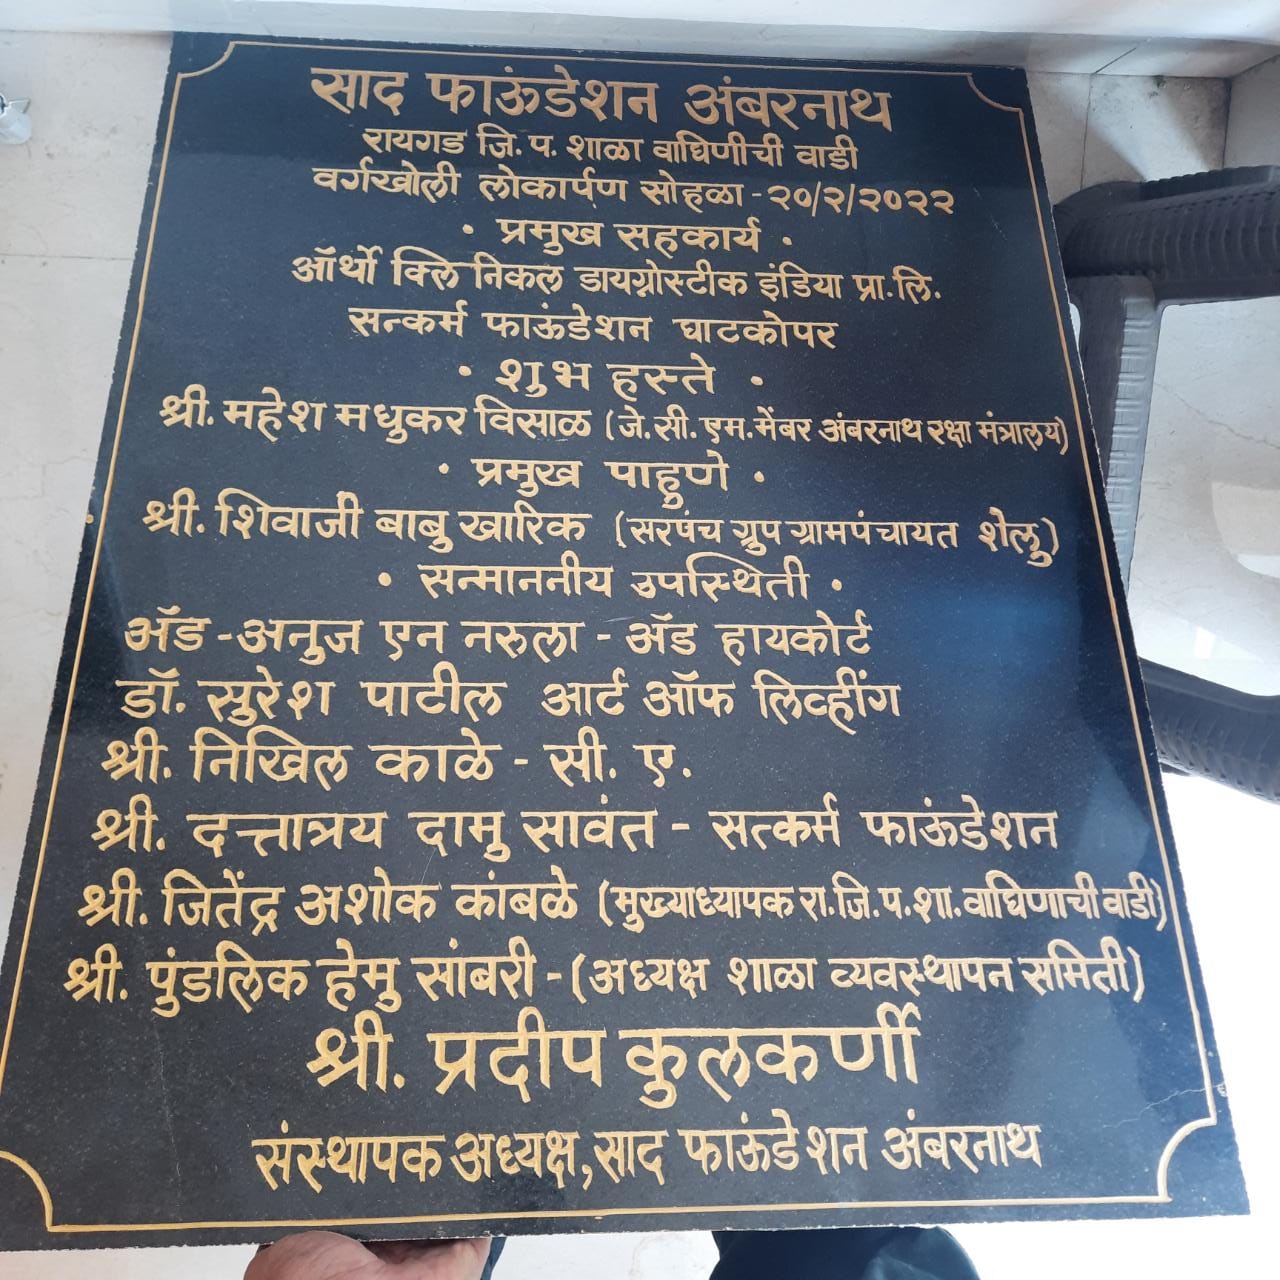 साद फाऊंडेशन अंबरनाथ
रायगड जि. प. शाळा वाघिणीची वाडी
वर्गखोली लोकार्पण सोहळा - २०/२/२०२२
• प्रमुख सहकार्य •
ऑर्थो क्लिनिकल डायग्नोस्टीक इंडिया प्रा.लि.
सत्कर्म फाऊंडेशन घाटकोपर
• शुभ हस्ते •
श्री. महेश मधुकर विसाळ (जे.सी.एम.मेंबर अंबरनाथ रक्षा मंत्रालय)
• प्रमुख पाहुणे •
श्री. शिवाजी बाबु खारिक (सरपंच ग्रुप ग्रामपंचायत शेलु)
• सन्माननीय उपस्थिती •
ॲड - अनुज एन नरुला - ॲड हायकोर्ट
डॉ. सुरेश पाटील आर्ट ऑफ लिव्हींग
श्री. निखिल काळे - सी. ए.
श्री. दत्तात्रय दामु सावंत - सत्कर्म फाऊंडेशन
श्री. जितेंद्र अशोक कांबळे (मुख्याध्यापक रा.जि.प.शा.वाघिणाची वाडी)
श्री. पुंडलिक हेमु सांबरी - (अध्यक्ष शाळा व्यवस्थापन समिती)
श्री. प्रदीप कुलकर्णी
संस्थापक अध्यक्ष, साद फाऊंडेशन अंबरनाथ